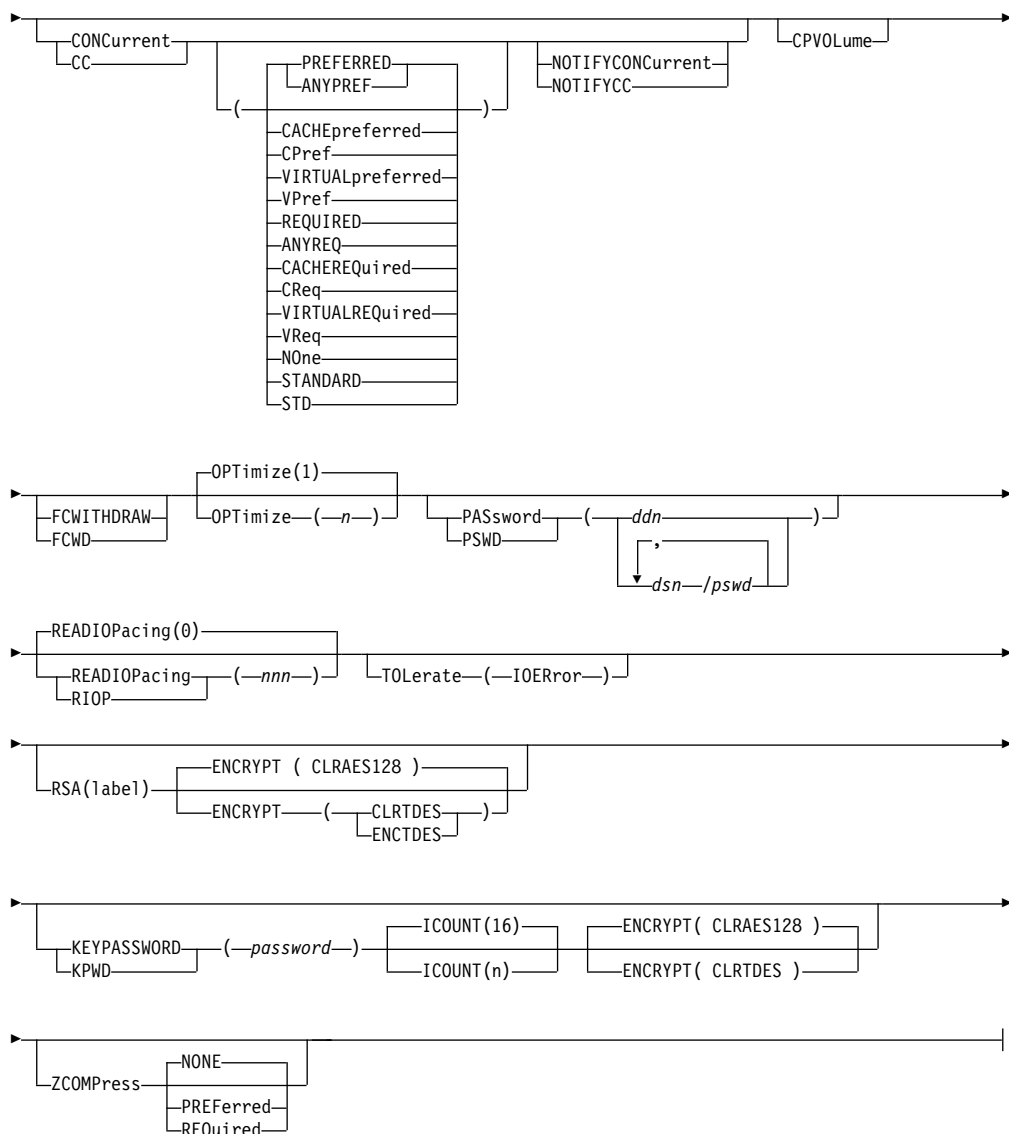 CONCurrent
CC
( PREFERRED )
ANYPREF
CACHEpreferred
CPref
VIRTUALpreferred
VPref
REQUIRED
ANYREQ
CACHEREQuired
CReq
VIRTUALREQuired
VReq
NOne
STANDARD
STD
NOTIFYCONCurrent
NOTIFYCC
CPVOLume
FCWITHDRAW
FCWD
OPTimize(1)
OPTimize ( n )
PASsword ( ddn )
PSWD
,
dsn /pswd
READIOPacing(0)
READIOPacing ( nnn )
RIOP
TOLerate ( IOERror )
RSA(label)
ENCRYPT ( CLRAES128 )
ENCRYPT ( CLRTDES )
ENCTDES
KEYPASSWORD ( password )
KPWD
ICOUNT(16)
ICOUNT(n)
ENCRYPT( CLRAES128 )
ENCRYPT( CLRTDES )
ZCOMPress
NONE
PREFerred
REQuired